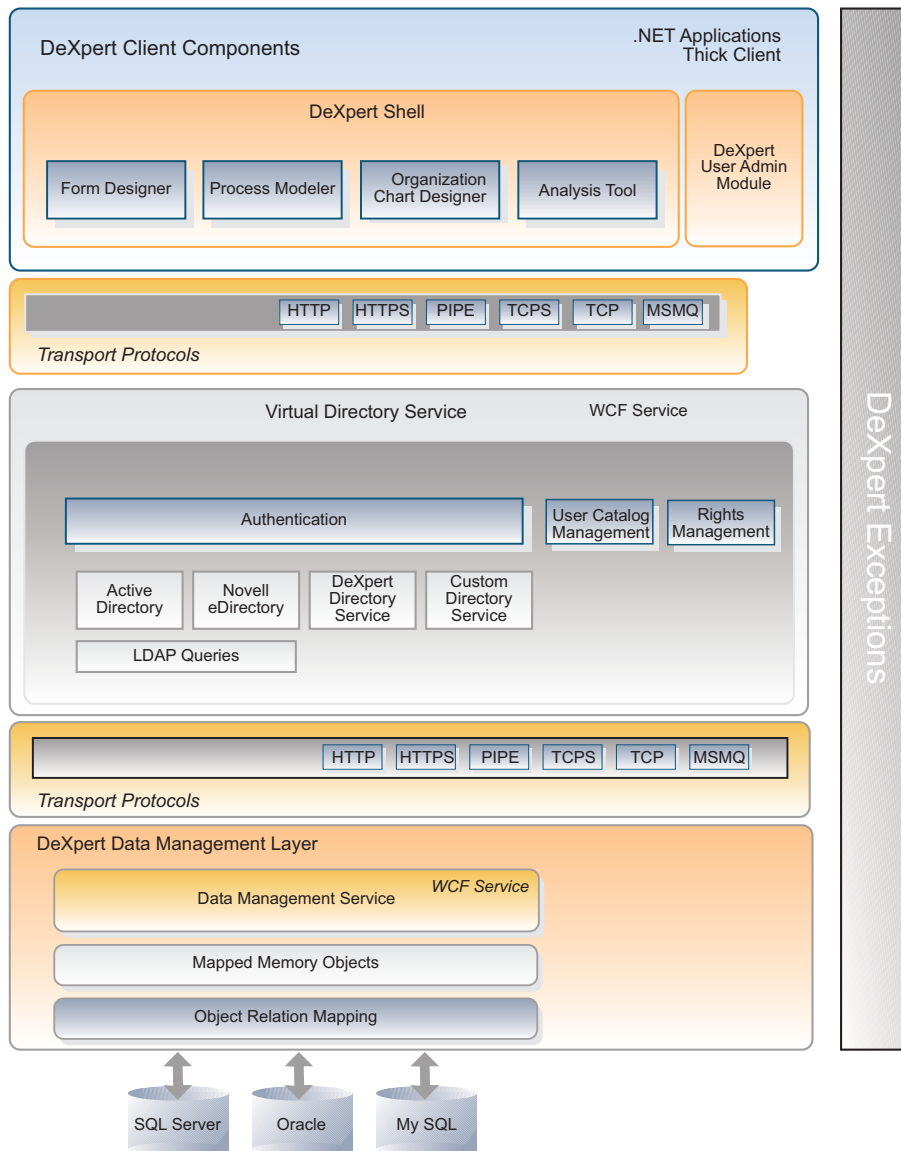 DeXpert Client Components
.NET Applications
Thick Client
DeXpert Shell
Form Designer
Process Modeler
Organization
Chart Designer
Analysis Tool
DeXpert
User Admin
Module
HTTP
HTTPS
PIPE
TCPS
TCP
MSMQ
Transport Protocols
Virtual Directory Service
WCF Service
Authentication
User Catalog
Management
Rights
Management
Active
Directory
Novell
eDirectory
DeXpert
Directory
Service
Custom
Directory
Service
LDAP Queries
HTTP
HTTPS
PIPE
TCPS
TCP
MSMQ
Transport Protocols
DeXpert Data Management Layer
WCF Service
Data Management Service
Mapped Memory Objects
Object Relation Mapping
SQL Server
Oracle
My SQL
DeXpert Exceptions